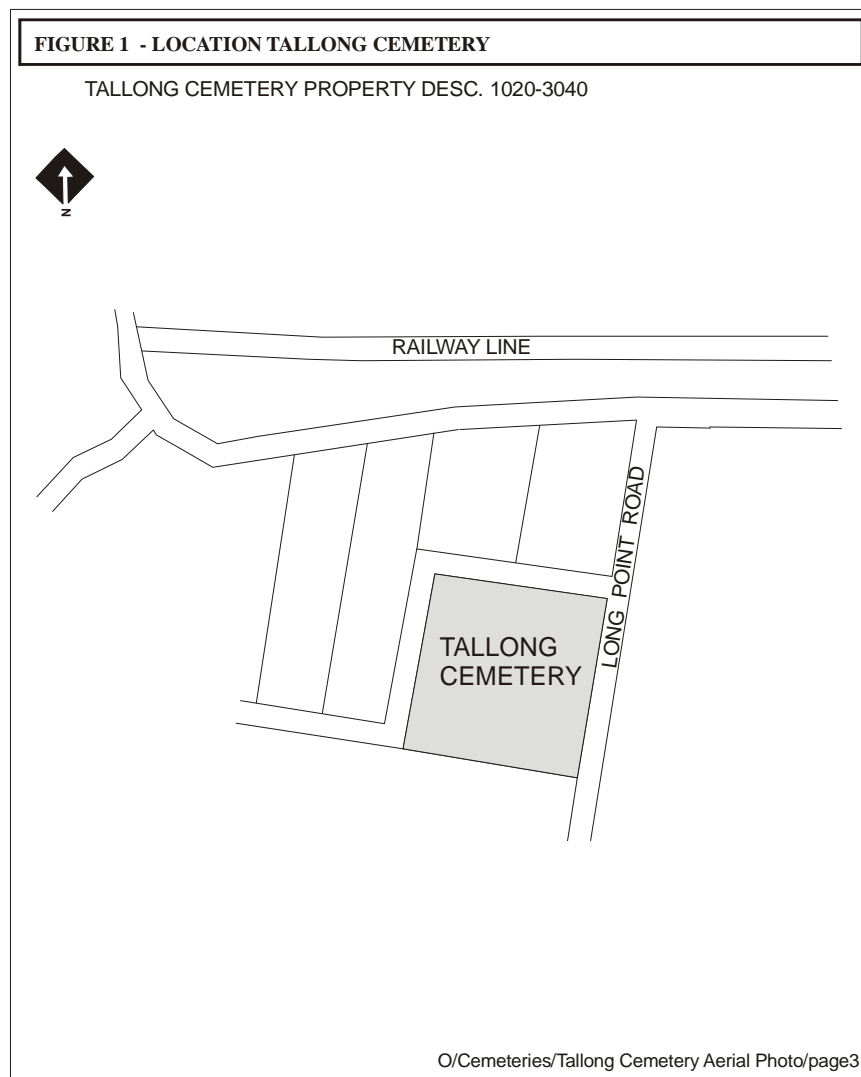 FIGURE 1 - LOCATION TALLONG CEMETERY
TALLONG CEMETERY PROPERTY DESC. 1020-3040
N
RAILWAY LINE
LONG POINT ROAD
TALLONG
CEMETERY
O/Cemeteries/Tallong Cemetery Aerial Photo/page3